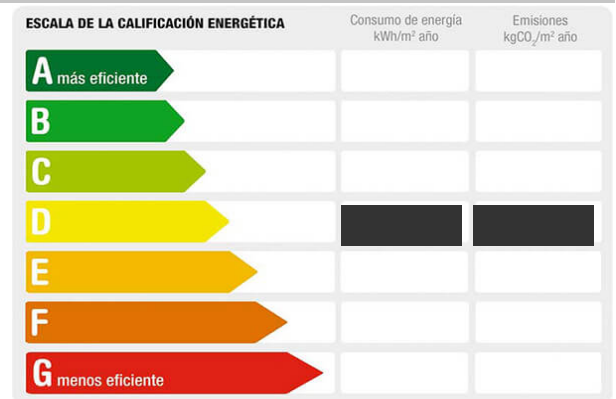 ESCALA DE LA CALIFICACIÓN ENERGÉTICA
Consumo de energía
kWh/m² año
Emisiones
kgCO₂/m² año
A más eficiente
B
C
D
E
F
G menos eficiente